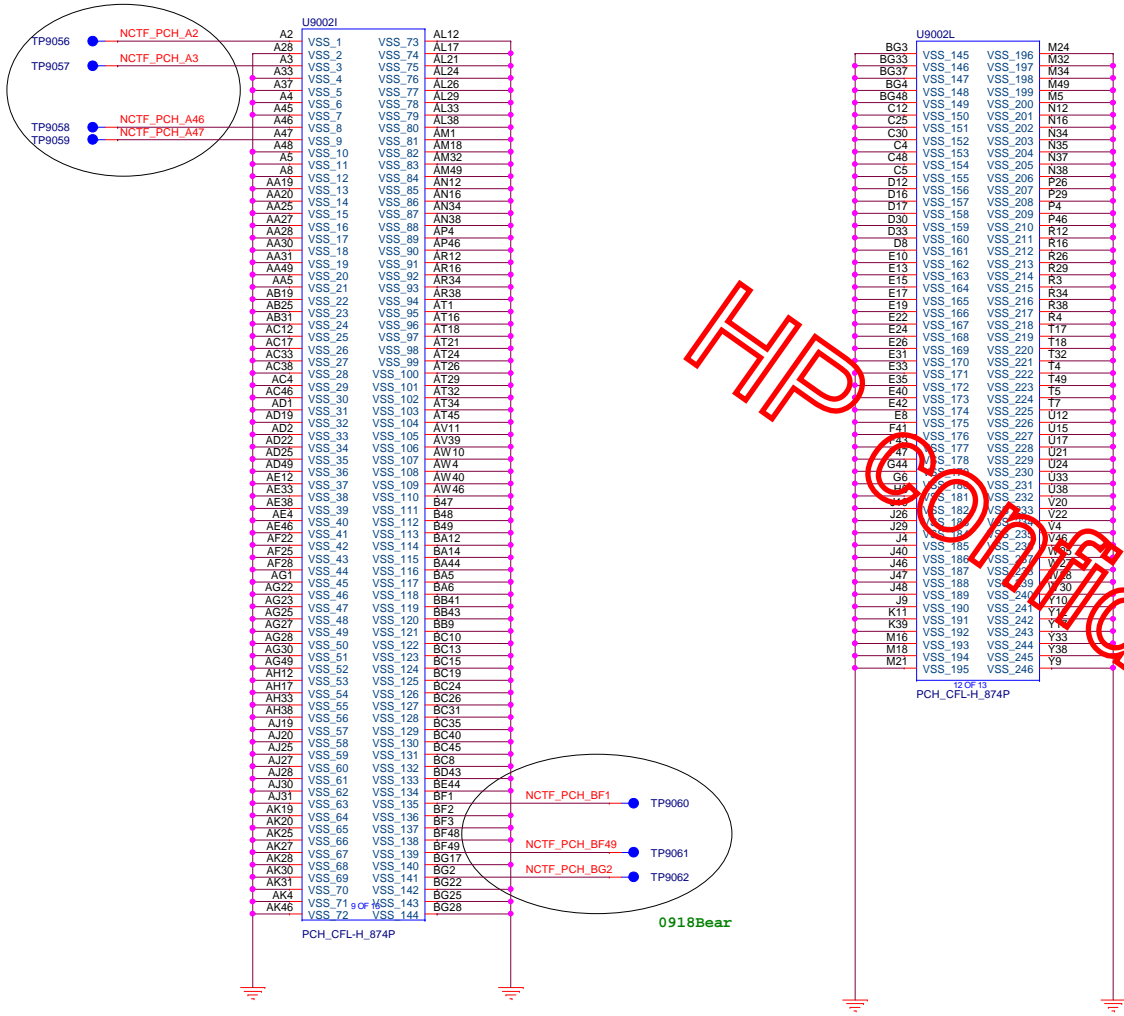 U9002I
TP9056 NCTF_PCH_A2 A2 VSS_1 VSS_73 AL12
A28 VSS_2 VSS_74 AL17
TP9057 NCTF_PCH_A3 A3 VSS_3 VSS_75 AL21
A33 VSS_4 VSS_76 AL24
A37 VSS_5 VSS_77 AL26
A4 VSS_6 VSS_78 AL29
A45 VSS_7 VSS_79 AL33
TP9058 NCTF_PCH_A46 A46 VSS_8 VSS_80 AL38
TP9059 NCTF_PCH_A47 A47 VSS_9 VSS_81 AM1
A48 VSS_10 VSS_82 AM18
A5 VSS_11 VSS_83 AM32
A8 VSS_12 VSS_84 AM49
AA19 VSS_13 VSS_85 AN12
AA20 VSS_14 VSS_86 AN16
AA25 VSS_15 VSS_87 AN34
AA27 VSS_16 VSS_88 AN38
AA28 VSS_17 VSS_89 AP4
AA30 VSS_18 VSS_90 AP46
AA31 VSS_19 VSS_91 AR12
AA49 VSS_20 VSS_92 AR16
AA5 VSS_21 VSS_93 AR34
AB19 VSS_22 VSS_94 AR38
AB25 VSS_23 VSS_95 AT1
AB31 VSS_24 VSS_96 AT16
AC12 VSS_25 VSS_97 AT18
AC17 VSS_26 VSS_98 AT21
AC33 VSS_27 VSS_99 AT24
AC38 VSS_28 VSS_100 AT26
AC4 VSS_29 VSS_101 AT29
AC46 VSS_30 VSS_102 AT32
AD1 VSS_31 VSS_103 AT34
AD19 VSS_32 VSS_104 AT45
AD2 VSS_33 VSS_105 AV11
AD22 VSS_34 VSS_106 AV39
AD25 VSS_35 VSS_107 AW10
AD49 VSS_36 VSS_108 AW4
AE12 VSS_37 VSS_109 AW40
AE33 VSS_38 VSS_110 AW46
AE38 VSS_39 VSS_111 B47
AE4 VSS_40 VSS_112 B48
AE46 VSS_41 VSS_113 B49
AF22 VSS_42 VSS_114 BA12
AF25 VSS_43 VSS_115 BA14
AF28 VSS_44 VSS_116 BA44
AG1 VSS_45 VSS_117 BA5
AG22 VSS_46 VSS_118 BA6
AG23 VSS_47 VSS_119 BB41
AG25 VSS_48 VSS_120 BB43
AG27 VSS_49 VSS_121 BB9
AG28 VSS_50 VSS_122 BC10
AG30 VSS_51 VSS_123 BC13
AG49 VSS_52 VSS_124 BC15
AH12 VSS_53 VSS_125 BC19
AH17 VSS_54 VSS_126 BC24
AH33 VSS_55 VSS_127 BC26
AH38 VSS_56 VSS_128 BC31
AJ19 VSS_57 VSS_129 BC35
AJ20 VSS_58 VSS_130 BC40
AJ25 VSS_59 VSS_131 BC45
AJ27 VSS_60 VSS_132 BC8
AJ28 VSS_61 VSS_133 BD43
AJ30 VSS_62 VSS_134 BE44
AJ31 VSS_63 VSS_135 BF1 NCTF_PCH_BF1 TP9060
AK19 VSS_64 VSS_136 BF2
AK20 VSS_65 VSS_137 BF3
AK25 VSS_66 VSS_138 BF48
AK27 VSS_67 VSS_139 BF49 NCTF_PCH_BF49 TP9061
AK28 VSS_68 VSS_140 BG17
AK30 VSS_69 VSS_141 BG2 NCTF_PCH_BG2 TP9062
AK31 VSS_70 VSS_142 BG22
AK4 VSS_71 VSS_143 BG25
AK46 VSS_72 VSS_144 BG28
9 OF
PCH_CFL-H_874P
0918Bear
U9002L
BG3 VSS_145 VSS_196 M24
BG33 VSS_146 VSS_197 M32
BG37 VSS_147 VSS_198 M34
BG4 VSS_148 VSS_199 M49
BG48 VSS_149 VSS_200 M5
C12 VSS_150 VSS_201 N12
C25 VSS_151 VSS_202 N16
C30 VSS_152 VSS_203 N34
C4 VSS_153 VSS_204 N35
C48 VSS_154 VSS_205 N37
C5 VSS_155 VSS_206 N38
D12 VSS_156 VSS_207 P26
D16 VSS_157 VSS_208 P29
D17 VSS_158 VSS_209 P4
D30 VSS_159 VSS_210 P46
D33 VSS_160 VSS_211 R12
D8 VSS_161 VSS_212 R16
E10 VSS_162 VSS_213 R26
E13 VSS_163 VSS_214 R29
E15 VSS_164 VSS_215 R3
E17 VSS_165 VSS_216 R34
E19 VSS_166 VSS_217 R38
E22 VSS_167 VSS_218 R4
E24 VSS_168 VSS_219 T17
E26 VSS_169 VSS_220 T18
E31 VSS_170 VSS_221 T32
E33 VSS_171 VSS_222 T4
E35 VSS_172 VSS_223 T49
E40 VSS_173 VSS_224 T5
E42 VSS_174 VSS_225 T7
E8 VSS_175 VSS_226 U12
F41 VSS_176 VSS_227 U15
F43 VSS_177 VSS_228 U17
F47 VSS_178 VSS_229 U21
G44 VSS_179 VSS_230 U24
G6 VSS_180 VSS_231 U33
VSS_181 VSS_232 U38
VSS_182 VSS_233 V20
J26 VSS_183 VSS_234 V22
J29 VSS_184 VSS_235 V4
J4 VSS_185 VSS_236 V46
J40 VSS_186 VSS_237 W25
J46 VSS_187 VSS_238 W27
J47 VSS_188 VSS_239 W28
J48 VSS_189 VSS_240 W30
J9 VSS_190 VSS_241 Y10
K11 VSS_191 VSS_242 Y12
K39 VSS_192 VSS_243
M16 VSS_193 VSS_244 Y33
M18 VSS_194 VSS_245 Y38
M21 VSS_195 VSS_246 Y9
12 OF 13
PCH_CFL-H_874P
HP Confid